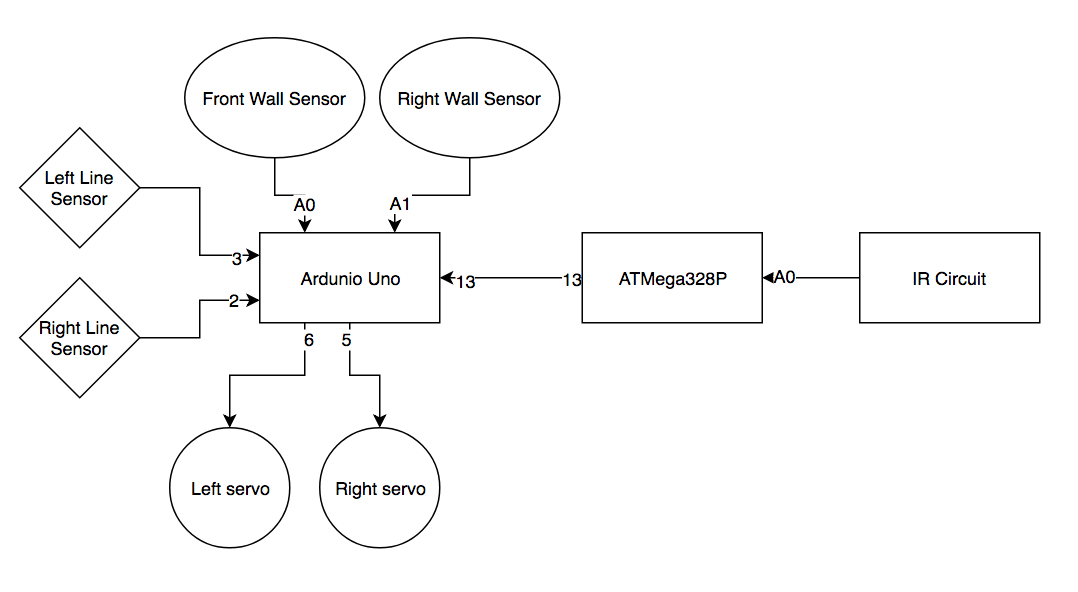 Front Wall Sensor
Right Wall Sensor
Left Line
Sensor
A0
A1
3
Ardunio Uno
13
13
ATMega328P
A0
IR Circuit
2
Right Line
Sensor
6
5
Left servo
Right servo